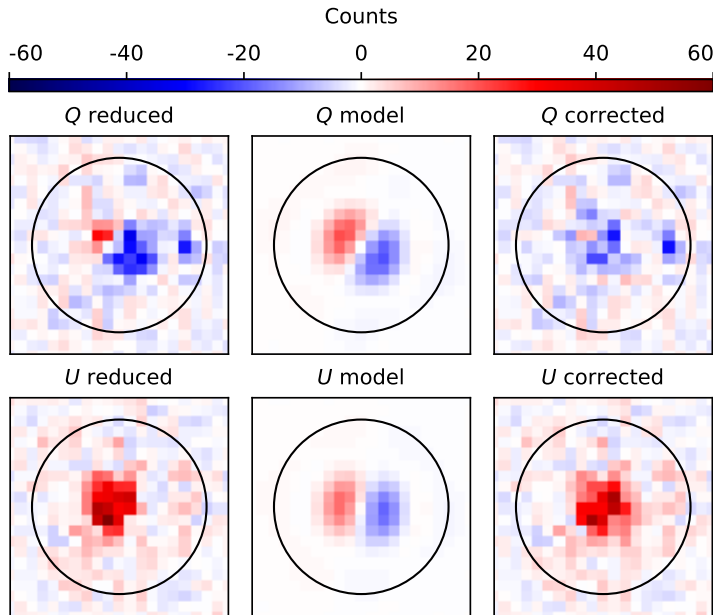 Counts
-60 -40 -20 0 20 40 60
Q reduced Q model Q corrected
U reduced U model U corrected